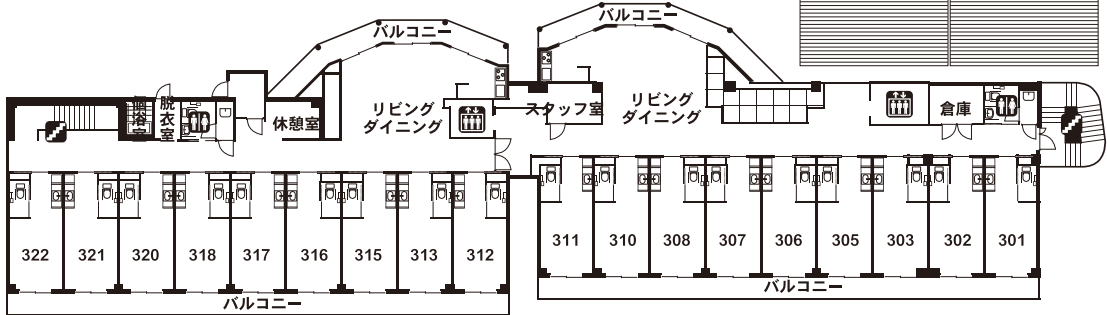 バルコニー
バルコニー
個浴室
脱衣室
休憩室
リビング
ダイニング
スタッフ室
リビング
ダイニング
倉庫
322
321
320
318
317
316
315
313
312
311
310
308
307
306
305
303
302
301
バルコニー
バルコニー